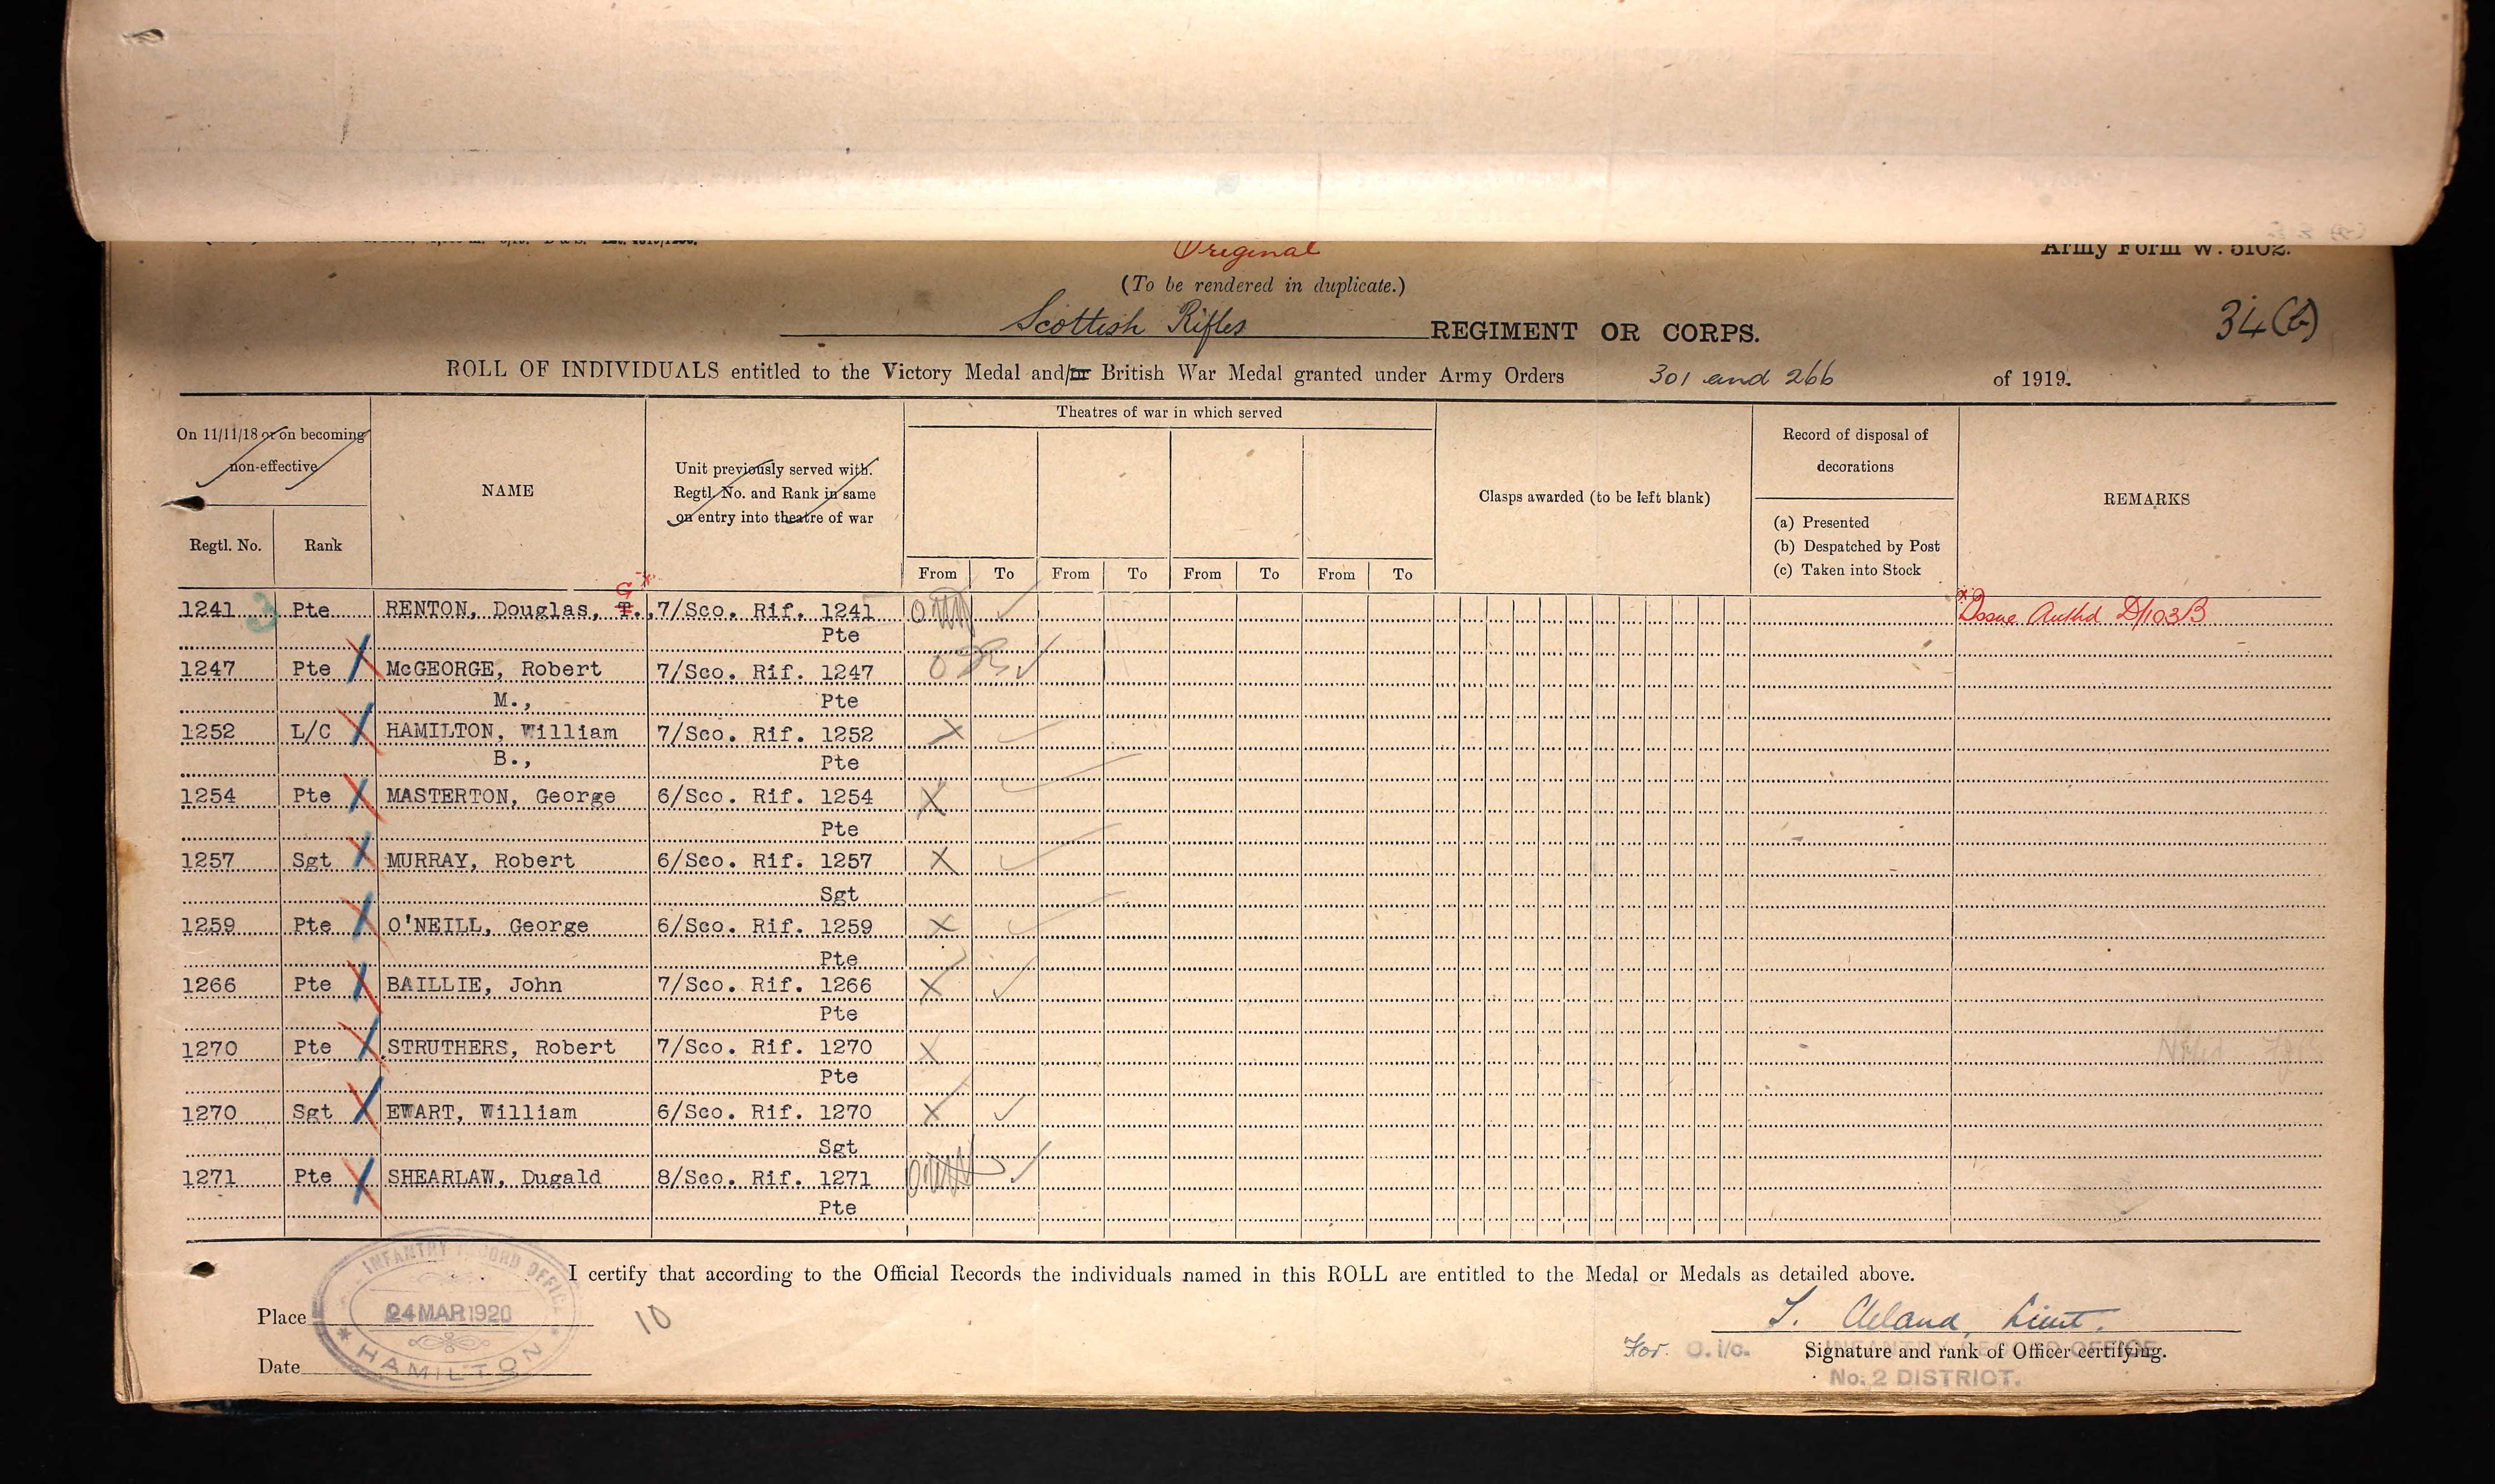 Original
Army Form W. 5102.
(To be rendered in duplicate.)
Scottish Rifles REGIMENT OR CORPS.
34(b)
ROLL OF INDIVIDUALS entitled to the Victory Medal and/or British War Medal granted under Army Orders 301 and 266 of 1919.
On 11/11/18 or on becoming
non-effective
Regtl. No. Rank
NAME
Unit previously served with.
Regtl. No. and Rank in same
on entry into theatre of war
Theatres of war in which served
From To From To From To From To
Clasps awarded (to be left blank)
Record of disposal of
decorations
(a) Presented
(b) Despatched by Post
(c) Taken into Stock
REMARKS
G x
1241 3 Pte RENTON, Douglas, T., 7/Sco. Rif. 1241 x Issue Authd D/103B
Pte
1247 Pte McGEORGE, Robert 7/Sco. Rif. 1247
M., Pte
1252 L/C HAMILTON, William 7/Sco. Rif. 1252 X
B., Pte
1254 Pte MASTERTON, George 6/Sco. Rif. 1254 X
Pte
1257 Sgt MURRAY, Robert 6/Sco. Rif. 1257 X
Sgt
1259 Pte O'NEILL, George 6/Sco. Rif. 1259 X
Pte
1266 Pte BAILLIE, John 7/Sco. Rif. 1266 X
Pte
1270 Pte STRUTHERS, Robert 7/Sco. Rif. 1270 X
Pte
1270 Sgt EWART, William 6/Sco. Rif. 1270 X
Sgt
1271 Pte SHEARLAW, Dugald 8/Sco. Rif. 1271
Pte
I certify that according to the Official Records the individuals named in this ROLL are entitled to the Medal or Medals as detailed above.
INFANTRY RECORD OFFICE
24 MAR 1920
HAMILTON
Place
Date
10
Cleland, Lieut.
For O. i/c. INFANTRY RECORD OFFICE
Signature and rank of Officer certifying.
No. 2 DISTRICT.